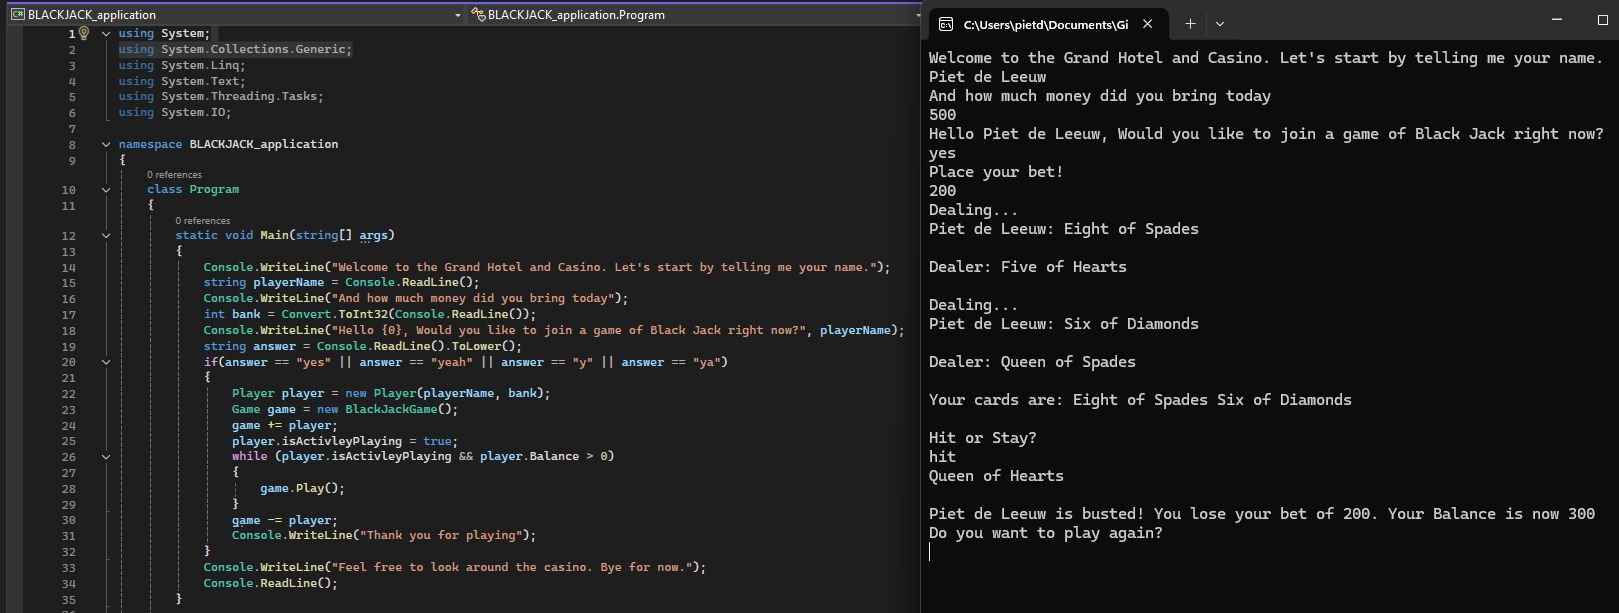 C# BLACKJACK_application
BLACKJACK_application.Program
1 using System;
2 using System.Collections.Generic;
3 using System.Linq;
4 using System.Text;
5 using System.Threading.Tasks;
6 using System.IO;
7
8 namespace BLACKJACK_application
9 {
0 references
10 class Program
11 {
0 references
12 static void Main(string[] args)
13 {
14 Console.WriteLine("Welcome to the Grand Hotel and Casino. Let's start by telling me your name.");
15 string playerName = Console.ReadLine();
16 Console.WriteLine("And how much money did you bring today");
17 int bank = Convert.ToInt32(Console.ReadLine());
18 Console.WriteLine("Hello {0}, Would you like to join a game of Black Jack right now?", playerName);
19 string answer = Console.ReadLine().ToLower();
20 if(answer == "yes" || answer == "yeah" || answer == "y" || answer == "ya")
21 {
22 Player player = new Player(playerName, bank);
23 Game game = new BlackJackGame();
24 game += player;
25 player.isActivleyPlaying = true;
26 while (player.isActivleyPlaying && player.Balance > 0)
27 {
28 game.Play();
29 }
30 game -= player;
31 Console.WriteLine("Thank you for playing");
32 }
33 Console.WriteLine("Feel free to look around the casino. Bye for now.");
34 Console.ReadLine();
35 }
C:\Users\pietd\Documents\Gi
Welcome to the Grand Hotel and Casino. Let's start by telling me your name.
Piet de Leeuw
And how much money did you bring today
500
Hello Piet de Leeuw, Would you like to join a game of Black Jack right now?
yes
Place your bet!
200
Dealing...
Piet de Leeuw: Eight of Spades
Dealer: Five of Hearts
Dealing...
Piet de Leeuw: Six of Diamonds
Dealer: Queen of Spades
Your cards are: Eight of Spades Six of Diamonds
Hit or Stay?
hit
Queen of Hearts
Piet de Leeuw is busted! You lose your bet of 200. Your Balance is now 300
Do you want to play again?